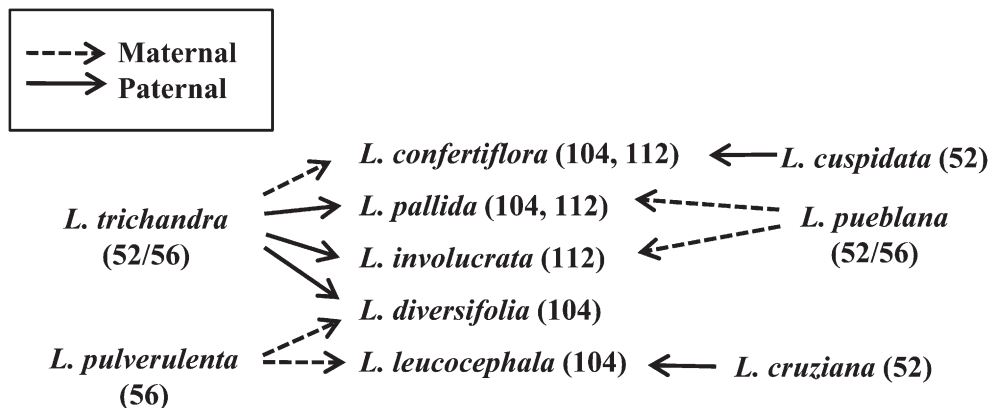 Maternal
Paternal
L. confertiflora (104, 112)
L. cuspidata (52)
L. trichandra
(52/56)
L. pallida (104, 112)
L. pueblana
(52/56)
L. involucrata (112)
L. diversifolia (104)
L. pulverulenta
(56)
L. leucocephala (104)
L. cruziana (52)